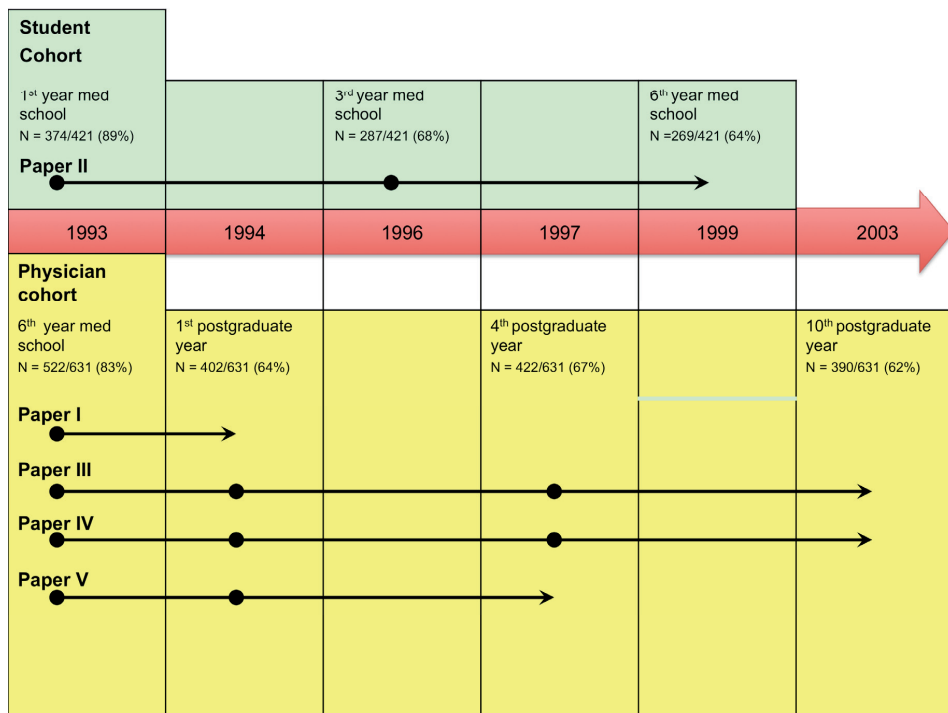 Student
Cohort
1st year med
school
N = 374/421 (89%)
3rd year med
school
N = 287/421 (68%)
6th year med
school
N =269/421 (64%)
Paper II
1993
1994
1996
1997
1999
2003
Physician
cohort
6th year med
school
N = 522/631 (83%)
1st postgraduate
year
N = 402/631 (64%)
4th postgraduate
year
N = 422/631 (67%)
10th postgraduate
year
N = 390/631 (62%)
Paper I
Paper III
Paper IV
Paper V